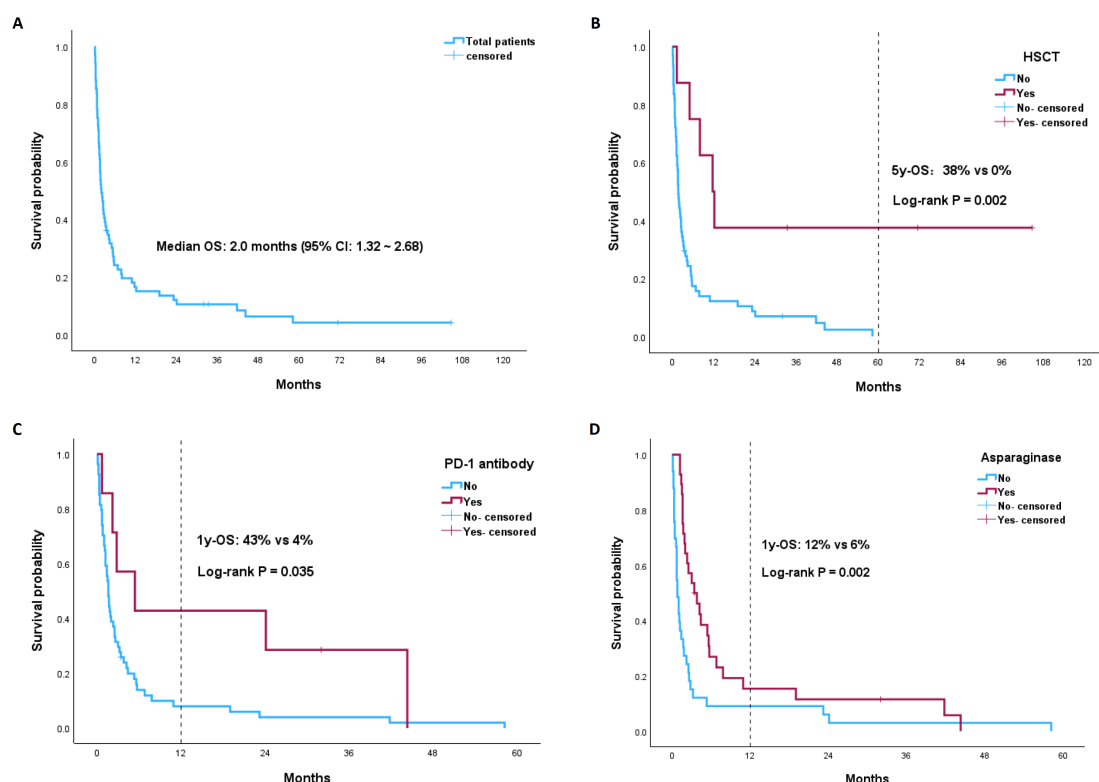 A
Total patients
censored
Survival probability
1.0
0.8
0.6
0.4
0.2
0.0
Median OS: 2.0 months (95% CI: 1.32 ~ 2.68)
0 12 24 36 48 60 72 84 96 108 120
Months
B
HSCT
No
Yes
No- censored
Yes- censored
Survival probability
1.0
0.8
0.6
0.4
0.2
0.0
5y-OS: 38% vs 0%
Log-rank P = 0.002
0 12 24 36 48 60 72 84 96 108 120
Months
C
PD-1 antibody
No
Yes
No- censored
Yes- censored
Survival probability
1.0
0.8
0.6
0.4
0.2
0.0
1y-OS: 43% vs 4%
Log-rank P = 0.035
0 12 24 36 48 60
Months
D
Asparaginase
No
Yes
No- censored
Yes- censored
Survival probability
1.0
0.8
0.6
0.4
0.2
0.0
1y-OS: 12% vs 6%
Log-rank P = 0.002
0 12 24 36 48 60
Months